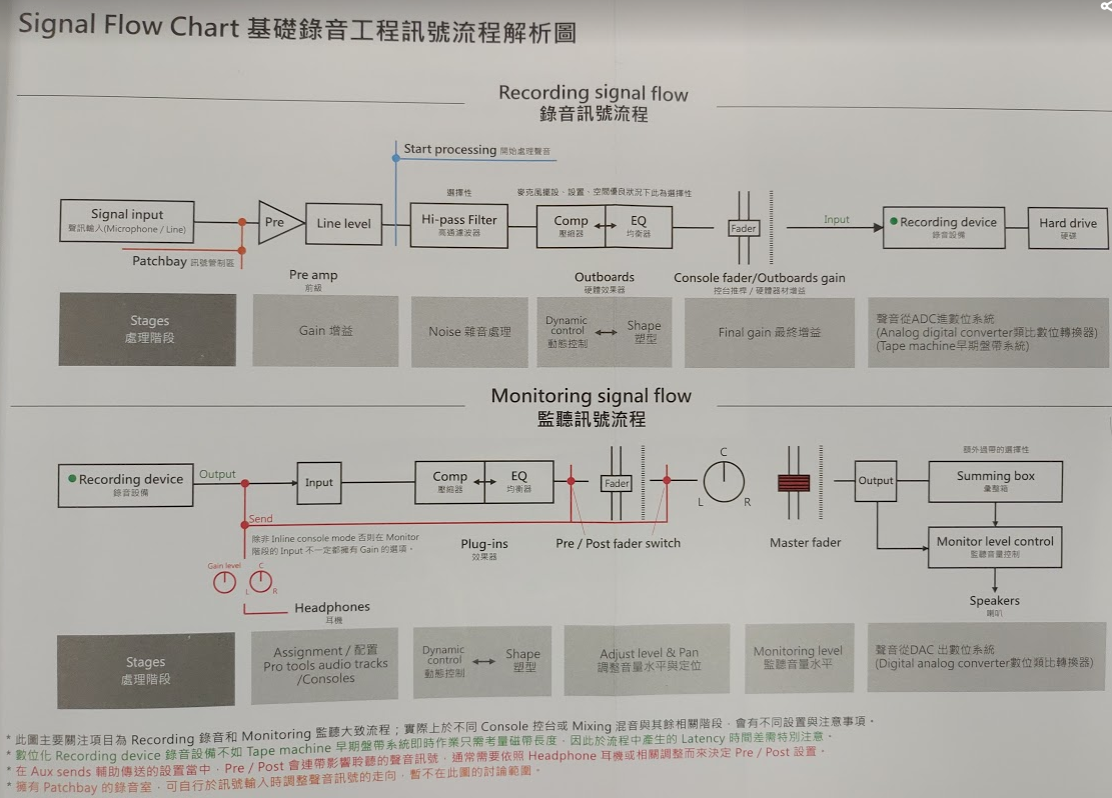 Signal Flow Chart 基礎錄音工程訊號流程解析圖
Recording signal flow
錄音訊號流程
Start processing 開始處理聲音
選擇性
麥克風擺設、設置、空間優良狀況下此為選擇性
Signal input
聲訊輸入(Microphone / Line)
Pre
Line level
Hi-pass Filter
高通濾波器
Comp
壓縮器
EQ
均衡器
Fader
Input
Recording device
錄音設備
Hard drive
硬碟
Patchbay 訊號管制區
Pre amp
前級
Outboards
硬體效果器
Console fader/Outboards gain
控台推桿 / 硬體器材增益
Stages
處理階段
Gain 增益
Noise 雜音處理
Dynamic
control
動態控制
Shape
塑型
Final gain 最終增益
聲音從ADC進數位系統
(Analog digital converter類比數位轉換器)
(Tape machine早期盤帶系統)
Monitoring signal flow
監聽訊號流程
Recording device
錄音設備
Output
Input
Comp
壓縮器
EQ
均衡器
Fader
C
L
R
Output
額外過帶的選擇性
Summing box
彙整箱
Send
除非 Inline console mode 否則在 Monitor
階段的 Input 不一定都擁有 Gain 的選項。
Plug-ins
效果器
Pre / Post fader switch
Master fader
Monitor level control
監聽音量控制
Gain level
C
L
R
Headphones
耳機
Speakers
喇叭
Stages
處理階段
Assignment / 配置
Pro tools audio tracks
/Consoles
Dynamic
control
動態控制
Shape
塑型
Adjust level & Pan
調整音量水平與定位
Monitoring level
監聽音量水平
聲音從DAC 出數位系統
(Digital analog converter數位類比轉換器)
* 此圖主要關注項目為 Recording 錄音和 Monitoring 監聽大致流程；實際上於不同 Console 控台或 Mixing 混音與其餘相關階段，會有不同設置與注意事項。
* 數位化 Recording device 錄音設備不如 Tape machine 早期盤帶系統即時作業只需考量磁帶長度，因此於流程中產生的 Latency 時間差需特別注意。
* 在 Aux sends 輔助傳送的設置當中，Pre / Post 會連帶影響聆聽的聲音訊號，通常需要依照 Headphone 耳機或相關調整而來決定 Pre / Post 設置。
* 擁有 Patchbay 的錄音室，可自行於訊號輸入時調整聲音訊號的走向，暫不在此圖的討論範圍。